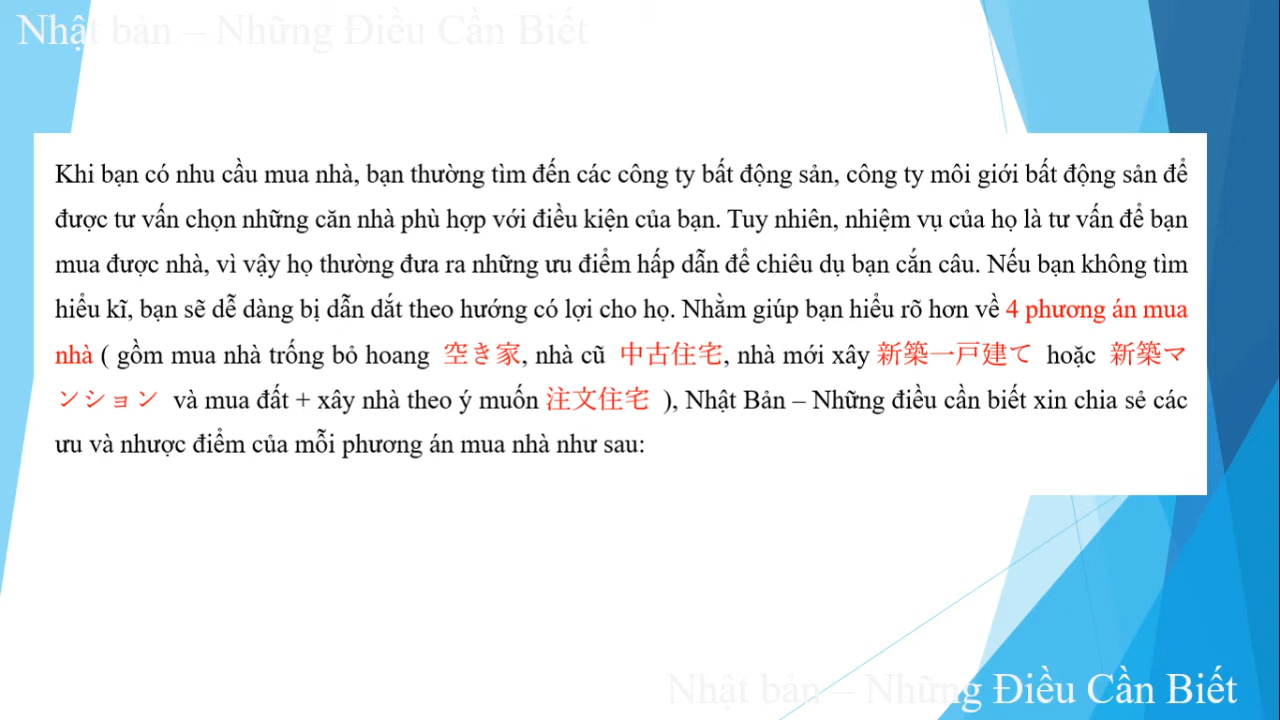 Nhật bản – Những Điều Cần Biết
Khi bạn có nhu cầu mua nhà, bạn thường tìm đến các công ty bất động sản, công ty môi giới bất động sản để
được tư vấn chọn những căn nhà phù hợp với điều kiện của bạn. Tuy nhiên, nhiệm vụ của họ là tư vấn để bạn
mua được nhà, vì vậy họ thường đưa ra những ưu điểm hấp dẫn để chiêu dụ bạn cắn câu. Nếu bạn không tìm
hiểu kĩ, bạn sẽ dễ dàng bị dẫn dắt theo hướng có lợi cho họ. Nhằm giúp bạn hiểu rõ hơn về 4 phương án mua
nhà ( gồm mua nhà trống bỏ hoang 空き家, nhà cũ 中古住宅, nhà mới xây 新築一戸建て hoặc 新築マ
ンション và mua đất + xây nhà theo ý muốn 注文住宅 ), Nhật Bản – Những điều cần biết xin chia sẻ các
ưu và nhược điểm của mỗi phương án mua nhà như sau:
Nhật bản – Những Điều Cần Biết